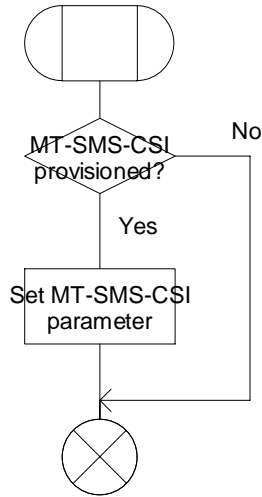 No
MT-SMS-CSI
provisioned?
Yes
Set MT-SMS-CSI
parameter